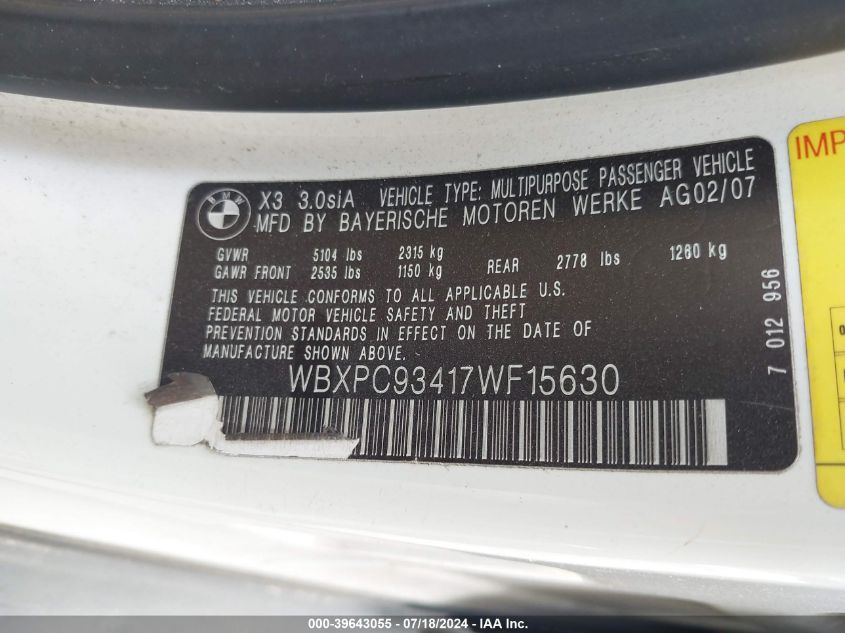 BMW
X3 3.0siA VEHICLE TYPE: MULTIPURPOSE PASSENGER VEHICLE
MFD BY BAYERISCHE MOTOREN WERKE AG02/07
GVWR 5104 lbs 2315 kg
GAWR FRONT 2535 lbs 1150 kg REAR 2778 lbs 1260 kg
THIS VEHICLE CONFORMS TO ALL APPLICABLE U.S.
FEDERAL MOTOR VEHICLE SAFETY AND THEFT
PREVENTION STANDARDS IN EFFECT ON THE DATE OF
MANUFACTURE SHOWN ABOVE.
WBXPC93417WF15630
7 012 956
IMP
000-39643055 - 07/18/2024 - IAAI.COM